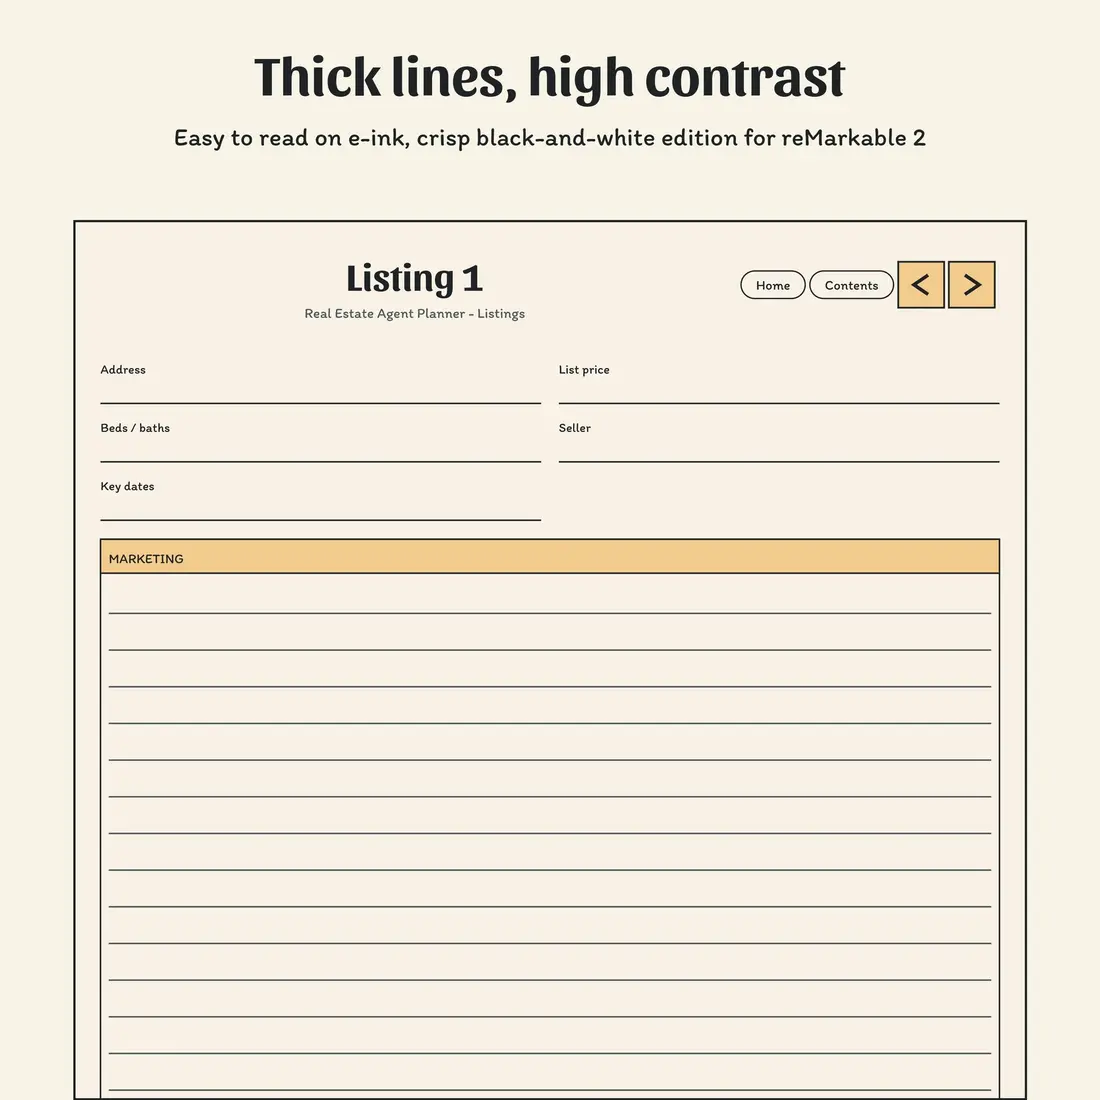 Thick lines, high contrast
Easy to read on e-ink, crisp black-and-white edition for reMarkable 2
Listing 1
Real Estate Agent Planner - Listings
Home
Contents
<
>
Address
List price
Beds / baths
Seller
Key dates
MARKETING